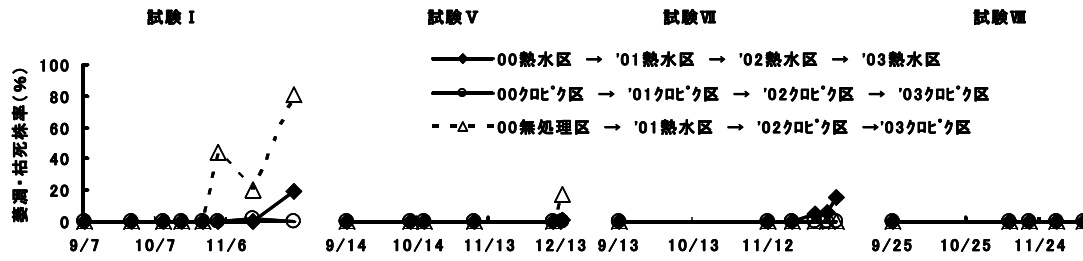 試験Ⅰ 試験Ⅴ 試験Ⅶ 試験Ⅷ
萎凋・枯死株率(%)
100
80
60
40
20
0
00熱水区 → '01熱水区 → '02熱水区 → '03熱水区
00クロピク区 → '01クロピク区 → '02クロピク区 → '03クロピク区
00無処理区 → '01熱水区 → '02クロピク区 →'03クロピク区
9/7 10/7 11/6 9/14 10/14 11/13 12/13 9/13 10/13 11/12 9/25 10/25 11/24